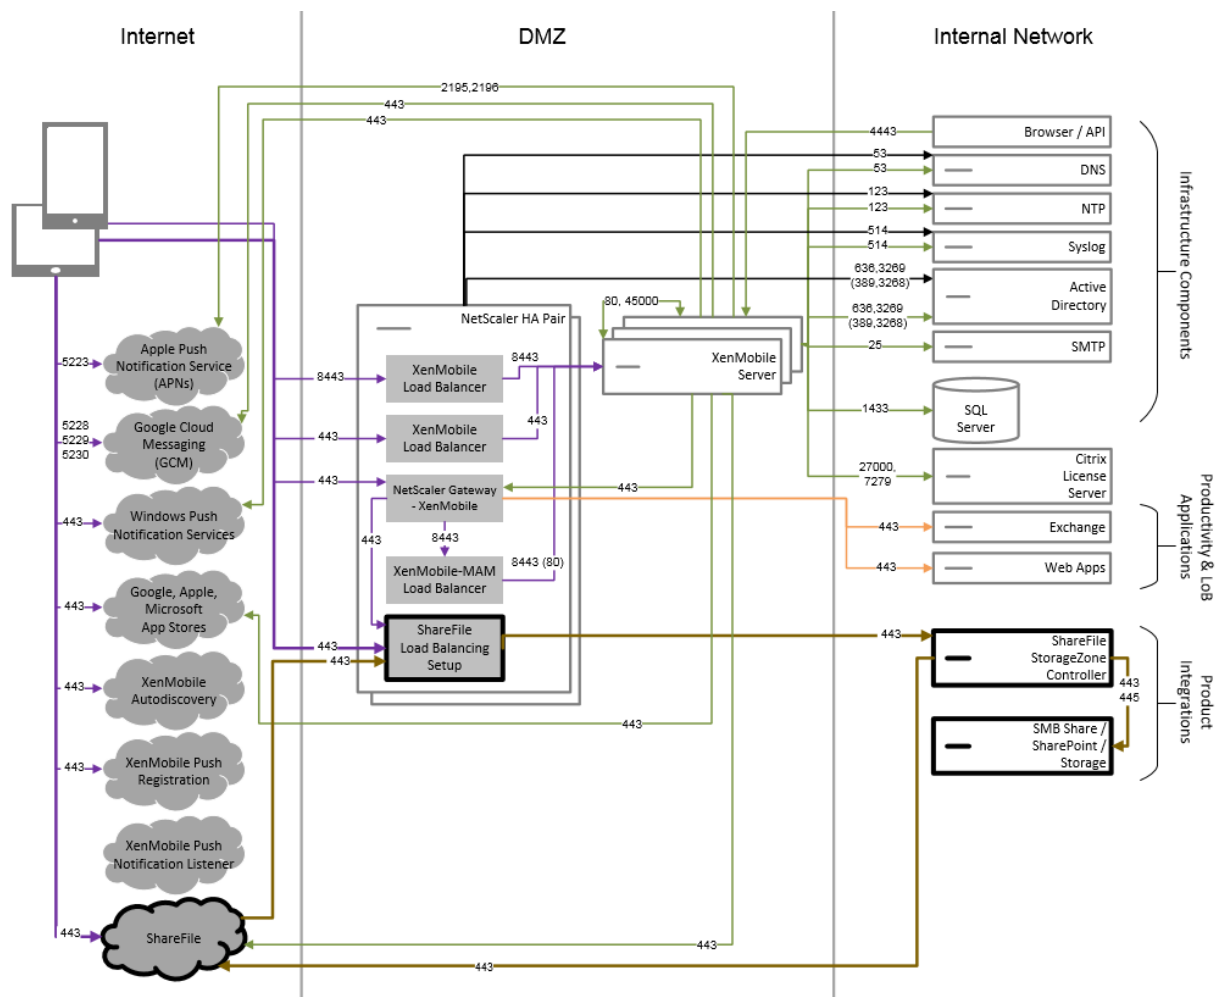 Internet
DMZ
Internal Network
2195,2196
443
443
4443
Browser / API
53
53
DNS
123
123
NTP
514
514
Syslog
636,3269
(389,3268)
Active
Directory
636,3269
(389,3268)
80, 45000
25
SMTP
Infrastructure Components
NetScaler HA Pair
XenMobile
Server
5223
Apple Push
Notification Service
(APNs)
8443
XenMobile
Load Balancer
8443
443
1433
SQL
Server
5228
5229
5230
Google Cloud
Messaging
(GCM)
443
XenMobile
Load Balancer
27000,
7279
Citrix
License
Server
443
NetScaler Gateway
- XenMobile
443
443
Windows Push
Notification Services
443
8443
443
Exchange
8443 (80)
XenMobile-MAM
Load Balancer
443
Web Apps
Productivity & LoB
Applications
443
Google, Apple,
Microsoft
App Stores
443
443
ShareFile
Load Balancing
Setup
443
ShareFile
StorageZone
Controller
443
445
443
XenMobile
Autodiscovery
443
SMB Share /
SharePoint /
Storage
Product
Integrations
443
XenMobile Push
Registration
XenMobile Push
Notification Listener
443
ShareFile
443
443